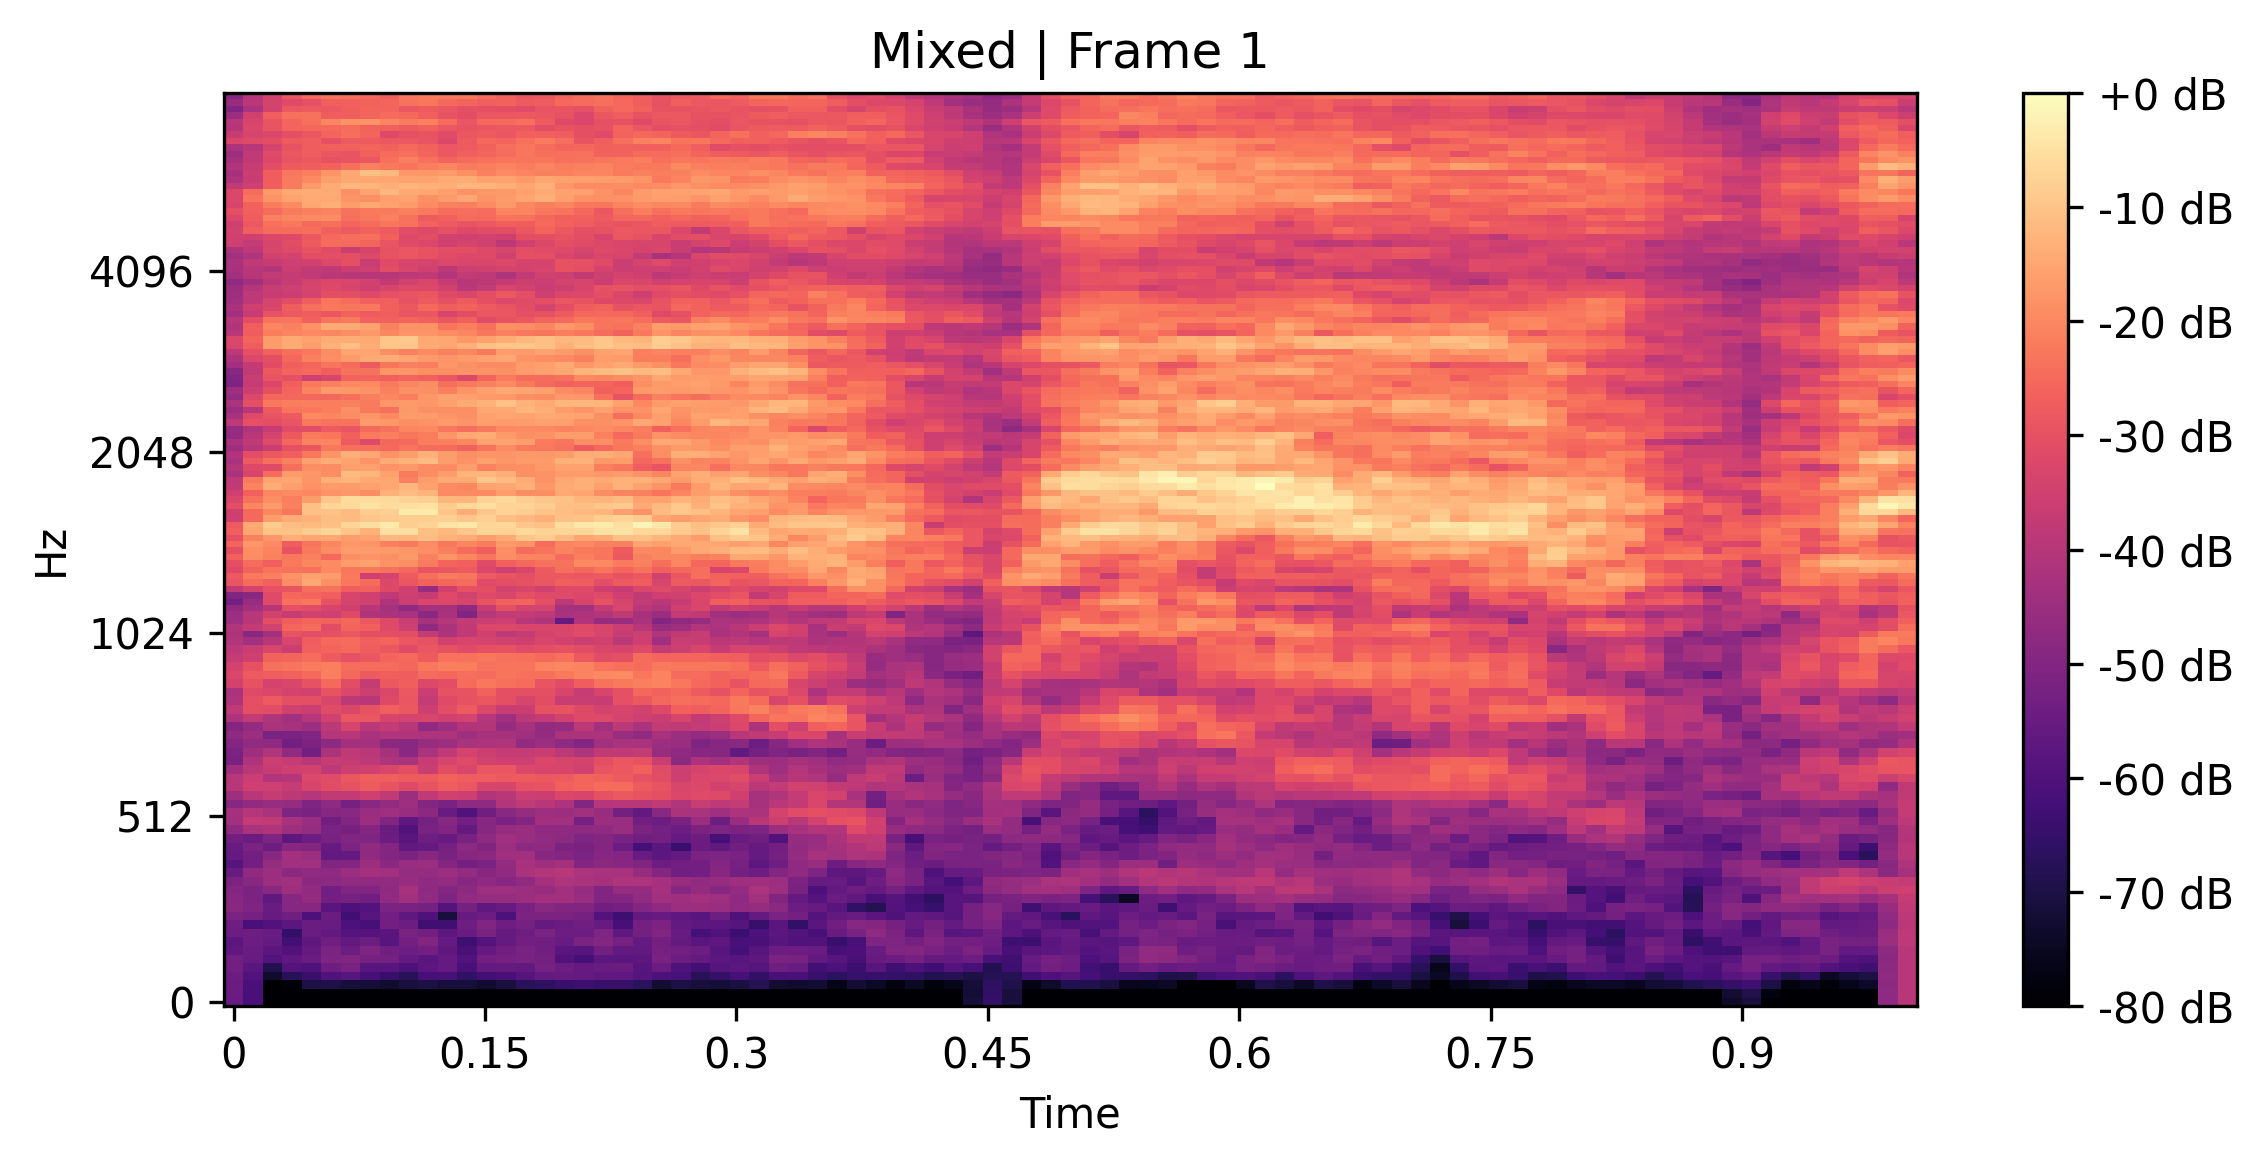 Mixed | Frame 1
+0 dB
-10 dB
-20 dB
-30 dB
-40 dB
-50 dB
-60 dB
-70 dB
-80 dB
4096
2048
1024
512
0
Hz
0 0.15 0.3 0.45 0.6 0.75 0.9
Time